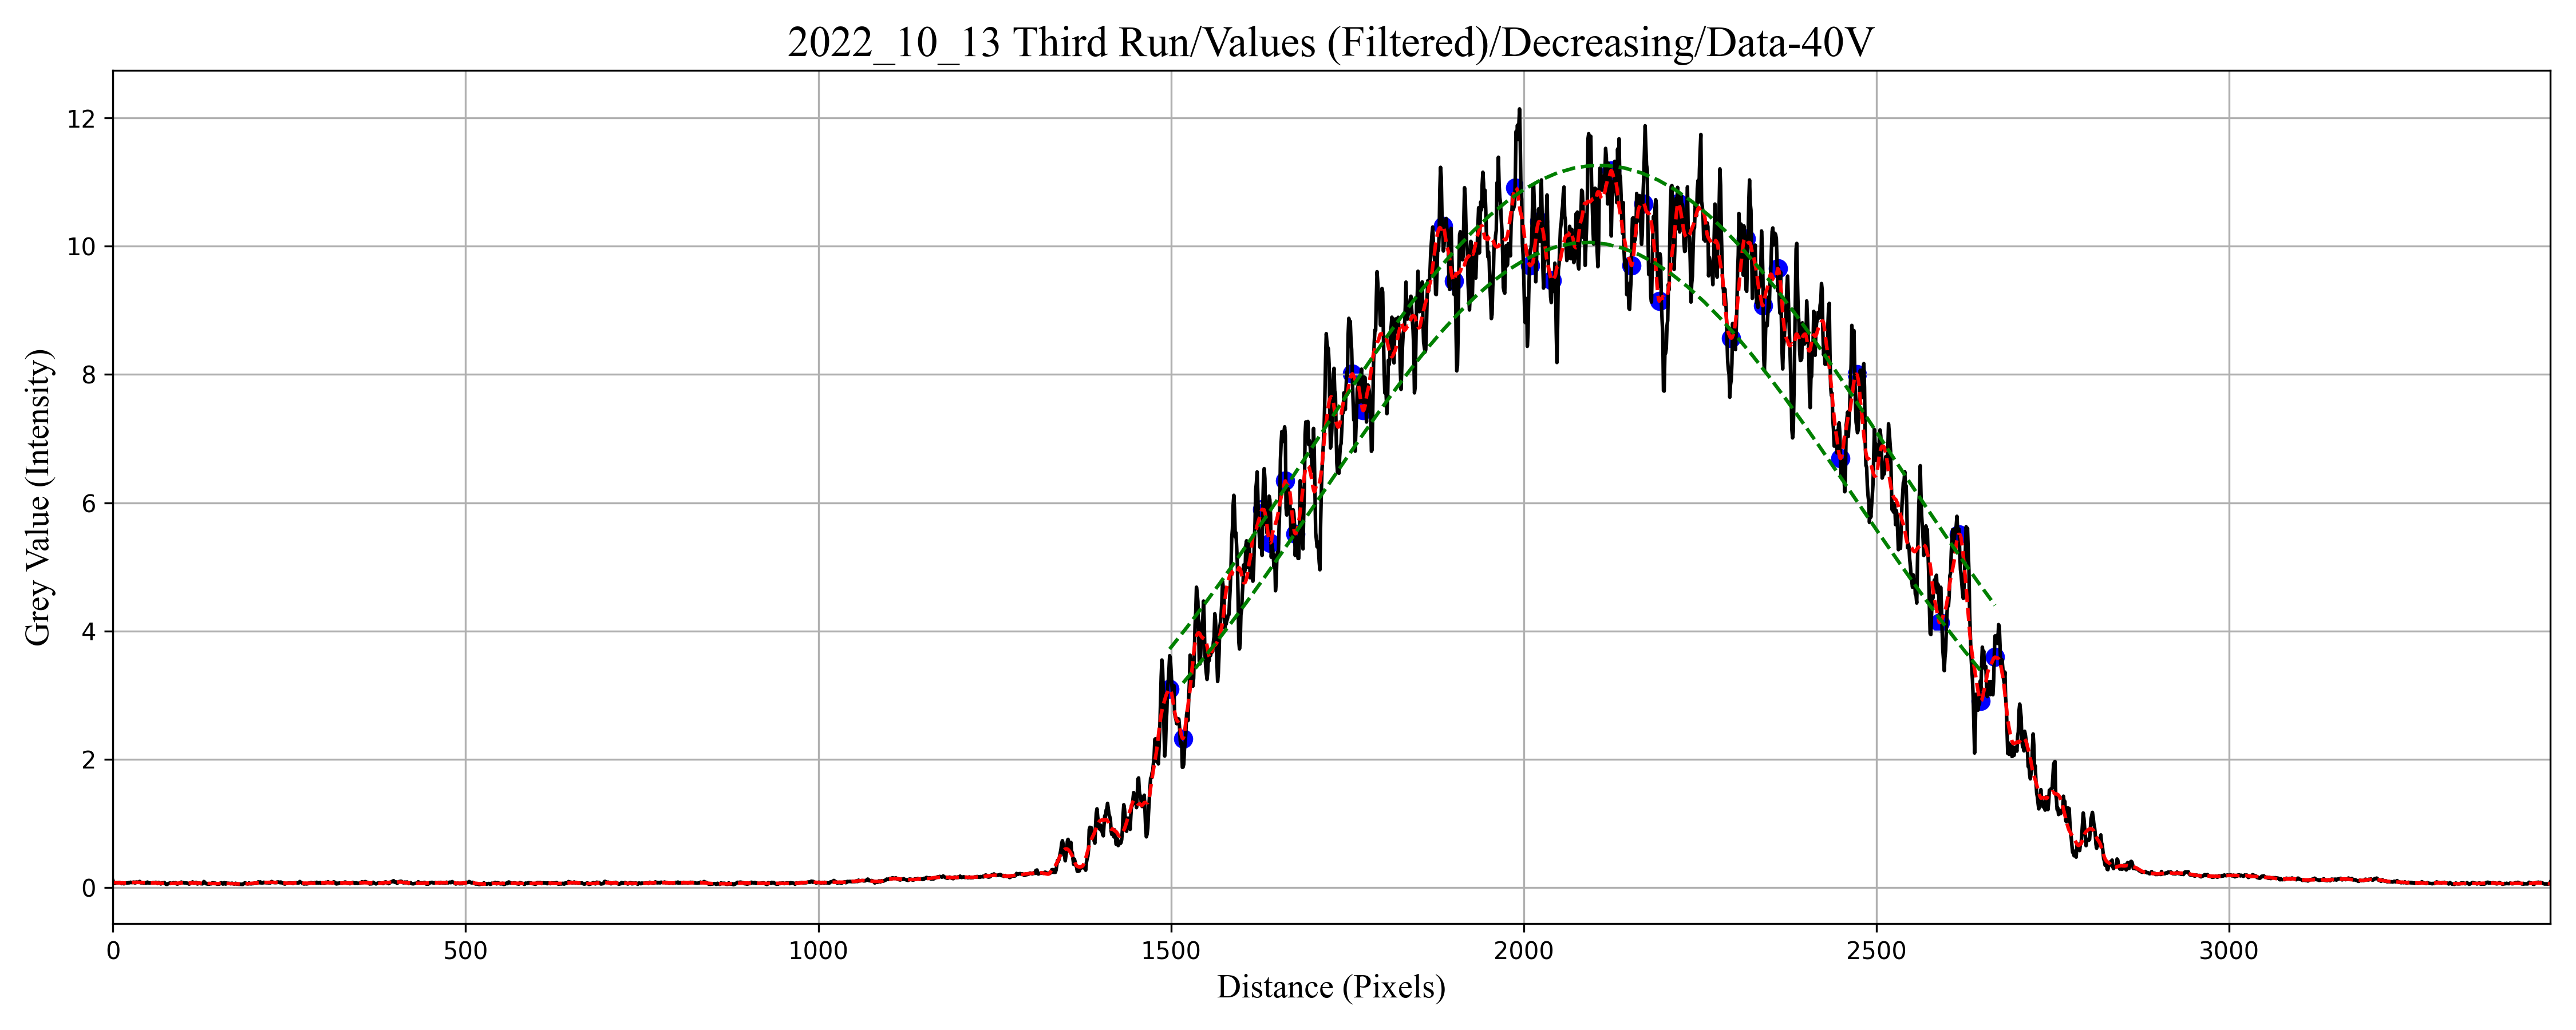 2022_10_13 Third Run/Values (Filtered)/Decreasing/Data-40V
12
10
8
6
4
2
0
Grey Value (Intensity)
0 500 1000 1500 2000 2500 3000
Distance (Pixels)